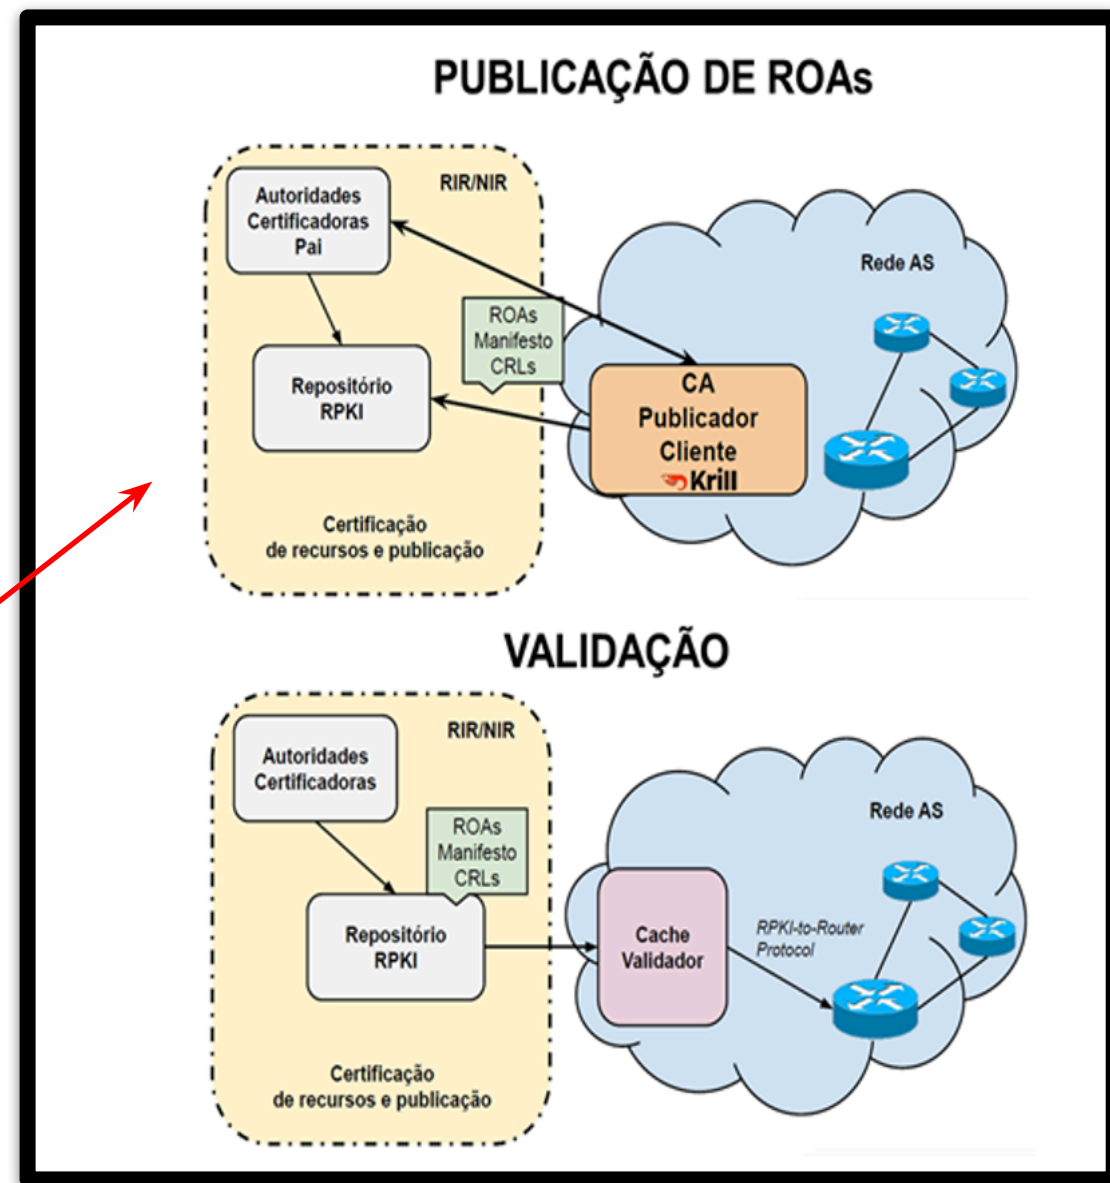 PUBLICAÇÃO DE ROAs
RIR/NIR
Autoridades
Certificadoras
Pai
Rede AS
ROAs
Manifesto
CRLs
Repositório
RPKI
CA
Publicador
Cliente
Krill
Certificação
de recursos e publicação
VALIDAÇÃO
RIR/NIR
Autoridades
Certificadoras
Rede AS
ROAs
Manifesto
CRLs
Repositório
RPKI
Cache
Validador
RPKI-to-Router
Protocol
Certificação
de recursos e publicação